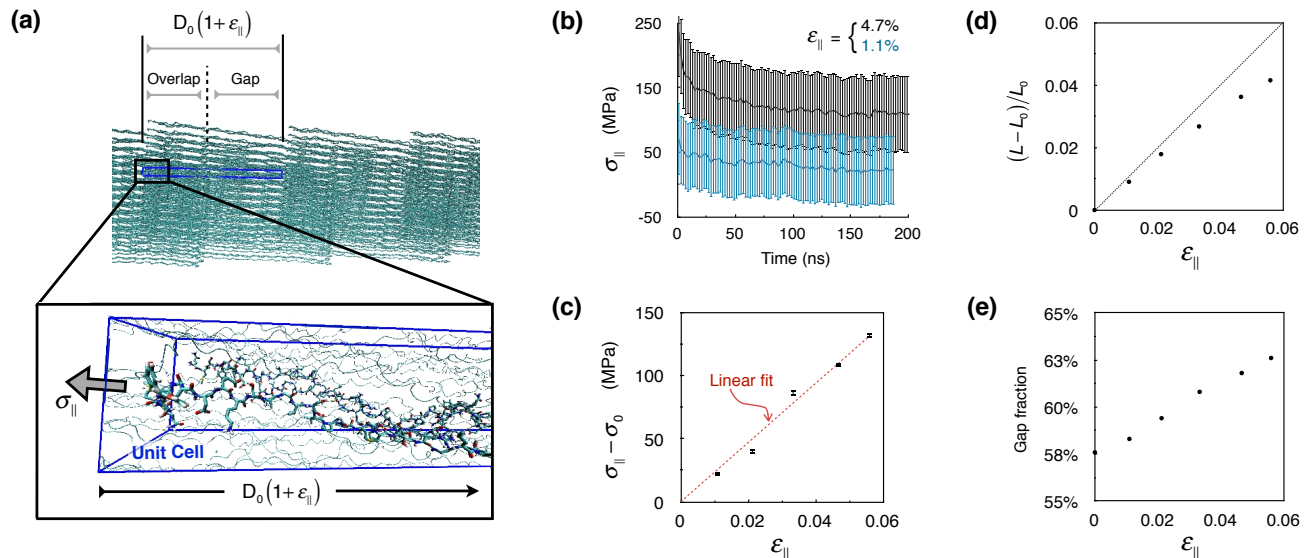 (a)
D₀(1+ε∥)
Overlap
Gap
σ∥
Unit Cell
D₀(1+ε∥)
(b)
250
150
50
-50
σ∥ (MPa)
ε∥ = { 4.7%
1.1%
0 50 100 150 200
Time (ns)
(c)
150
100
50
0
σ∥ – σ₀ (MPa)
Linear fit
0 0.02 0.04 0.06
ε∥
(d)
0.04
0.02
0
(L – L₀)/L₀
0 0.02 0.04 0.06
ε∥
(e)
65%
63%
60%
58%
55%
Gap fraction
0 0.02 0.04 0.06
ε∥